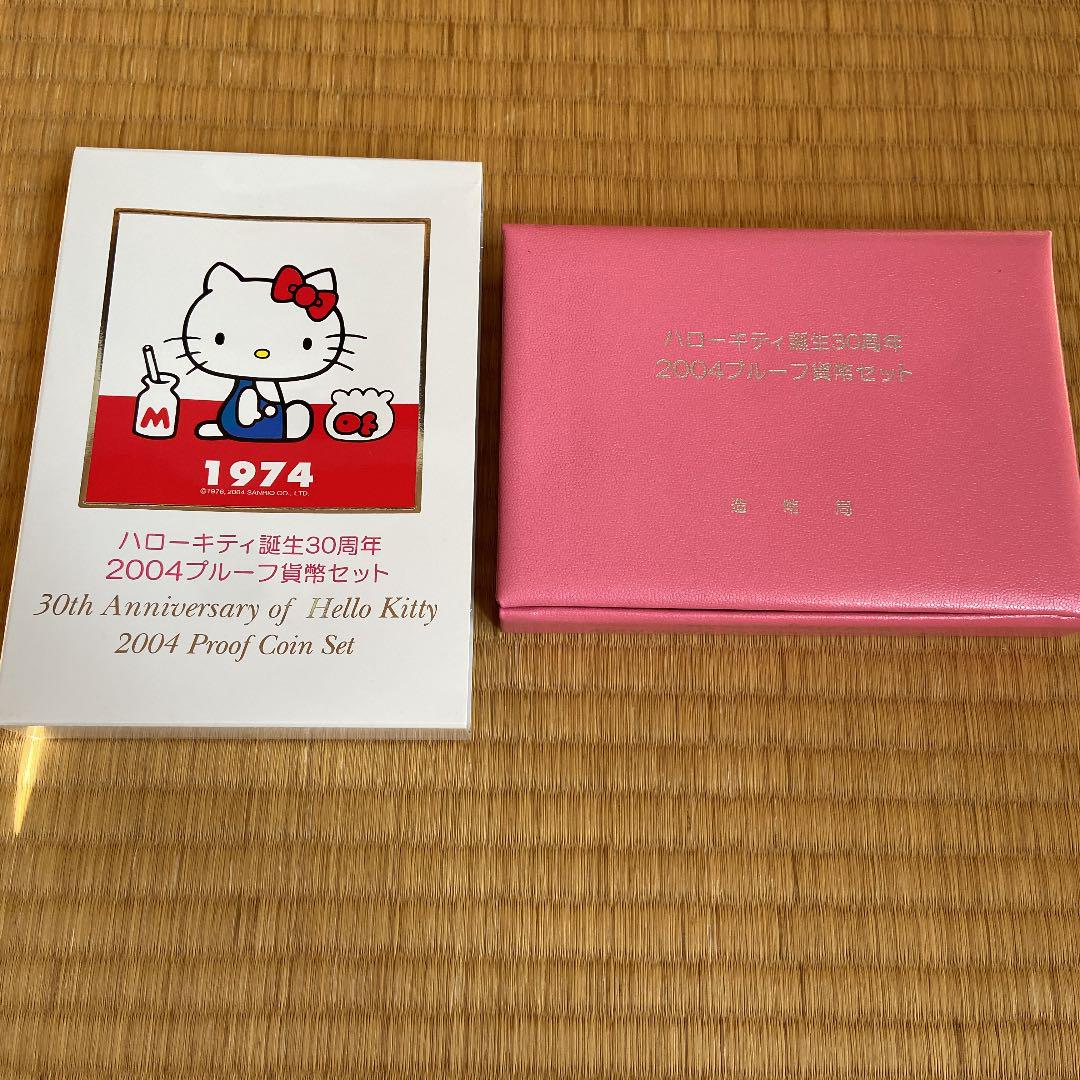 M
1974
©1976, 2004 SANRIO CO., LTD.
ハローキティ誕生30周年
2004プルーフ貨幣セット
30th Anniversary of Hello Kitty
2004 Proof Coin Set
ハローキティ誕生30周年
2004プルーフ貨幣セット
造幣局